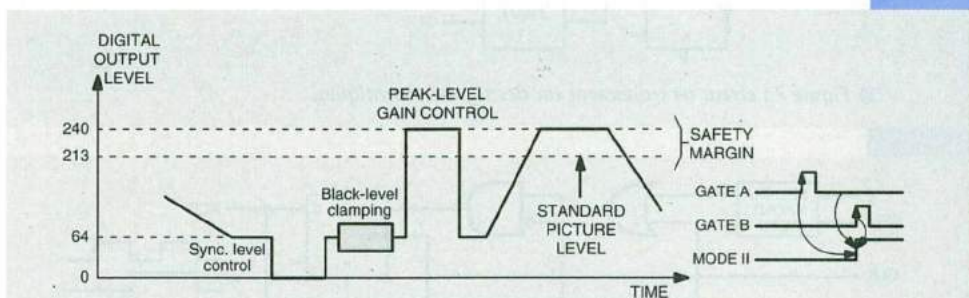 DIGITAL
OUTPUT
LEVEL
PEAK-LEVEL
GAIN CONTROL
240
213
SAFETY
MARGIN
Black-level
clamping
STANDARD
PICTURE
LEVEL
64
Sync. level
control
0
TIME
GATE A
GATE B
MODE II